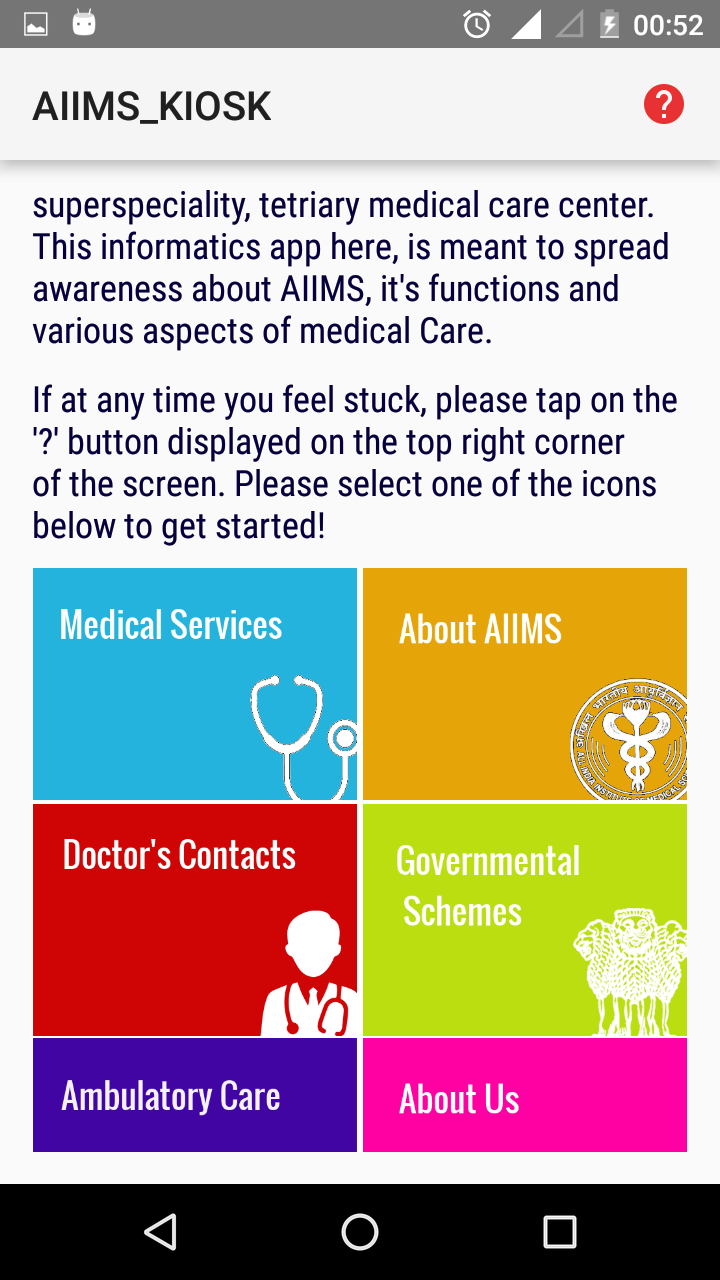 00:52
AIIMS_KIOSK
?
superspeciality, tetriary medical care center.
This informatics app here, is meant to spread
awareness about AIIMS, it's functions and
various aspects of medical Care.
If at any time you feel stuck, please tap on the
'?' button displayed on the top right corner
of the screen. Please select one of the icons
below to get started!
Medical Services
About AIIMS
Doctor's Contacts
Governmental
Schemes
Ambulatory Care
About Us